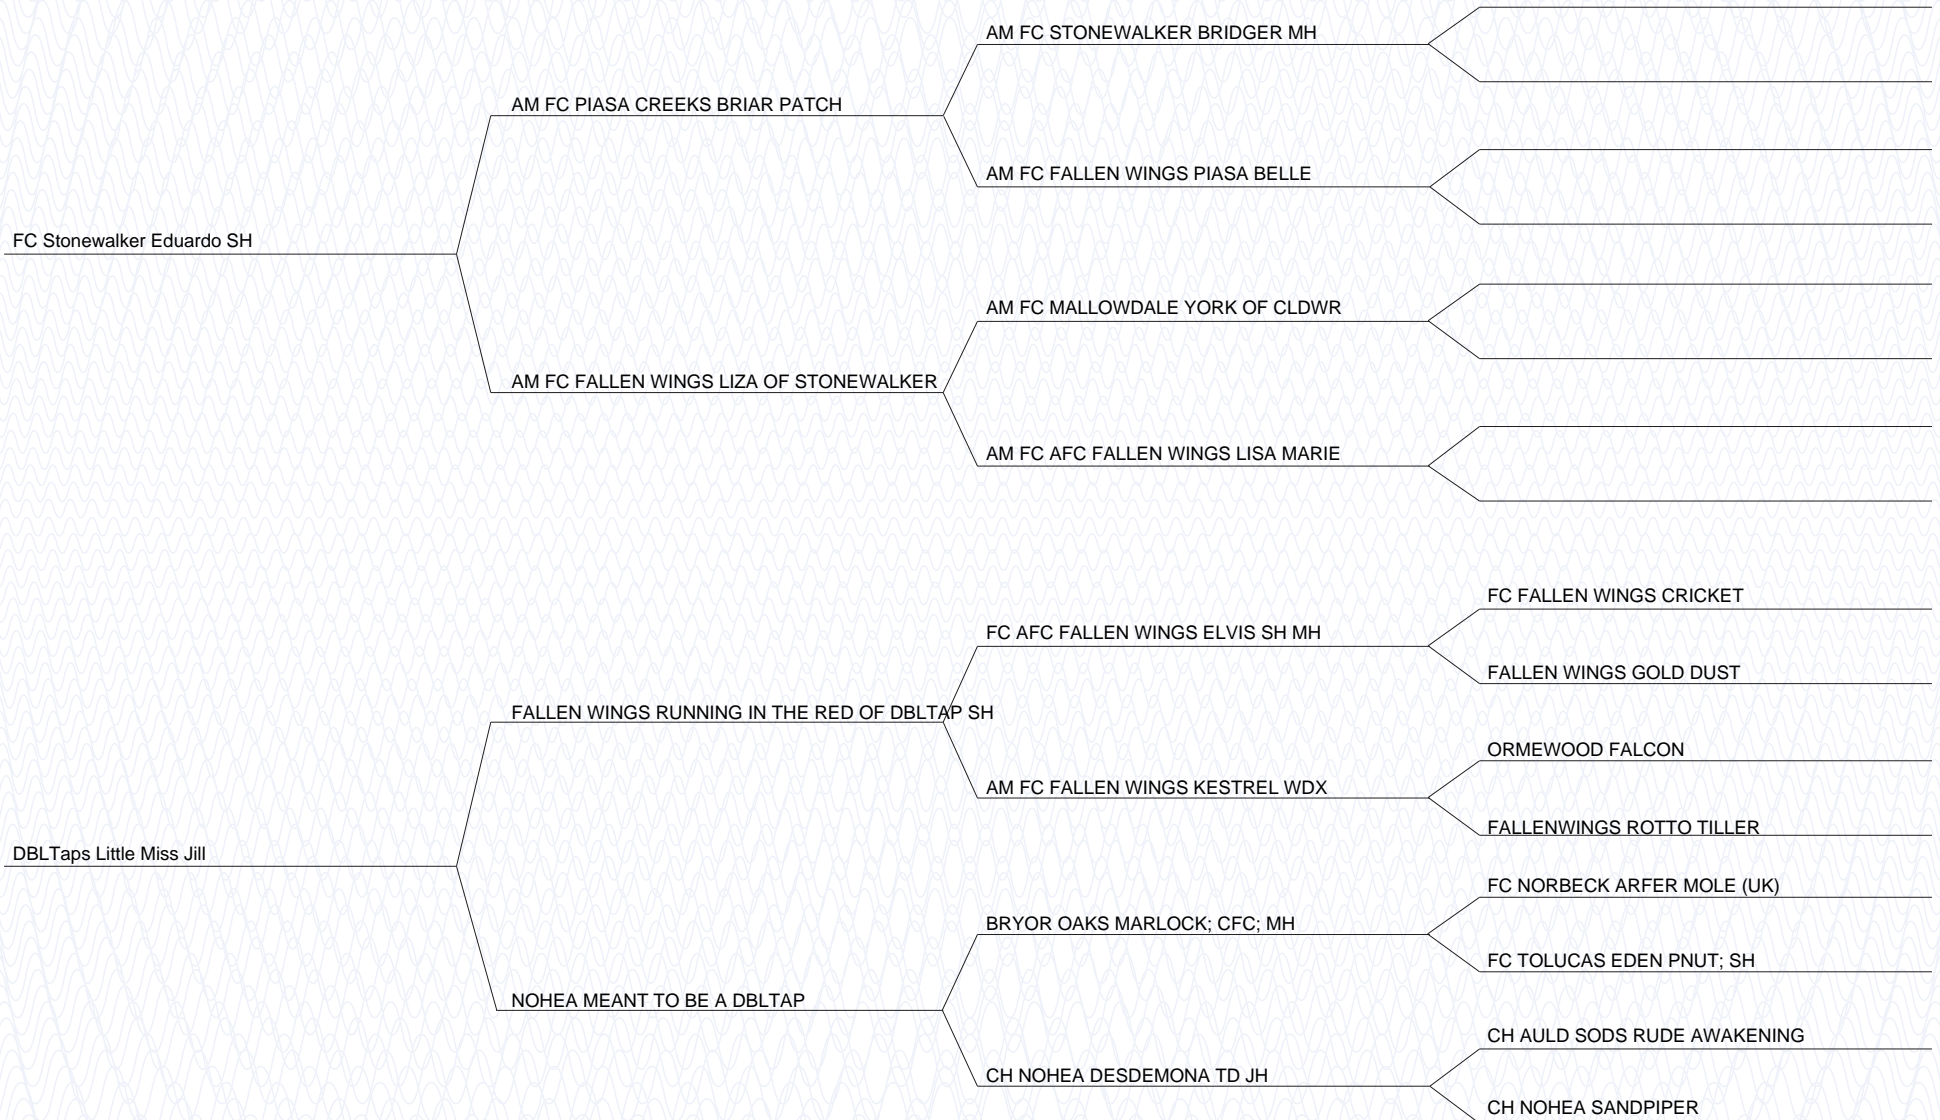 AM FC STONEWALKER BRIDGER MH
AM FC PIASA CREEKS BRIAR PATCH
AM FC FALLEN WINGS PIASA BELLE
FC Stonewalker Eduardo SH
AM FC MALLOWDALE YORK OF CLDWR
AM FC FALLEN WINGS LIZA OF STONEWALKER
AM FC AFC FALLEN WINGS LISA MARIE
FC FALLEN WINGS CRICKET
FC AFC FALLEN WINGS ELVIS SH MH
FALLEN WINGS GOLD DUST
FALLEN WINGS RUNNING IN THE RED OF DBLTAP SH
ORMEWOOD FALCON
AM FC FALLEN WINGS KESTREL WDX
FALLENWINGS ROTTO TILLER
DBLTaps Little Miss Jill
FC NORBECK ARFER MOLE (UK)
BRYOR OAKS MARLOCK; CFC; MH
FC TOLUCAS EDEN PNUT; SH
NOHEA MEANT TO BE A DBLTAP
CH AULD SODS RUDE AWAKENING
CH NOHEA DESDEMONA TD JH
CH NOHEA SANDPIPER